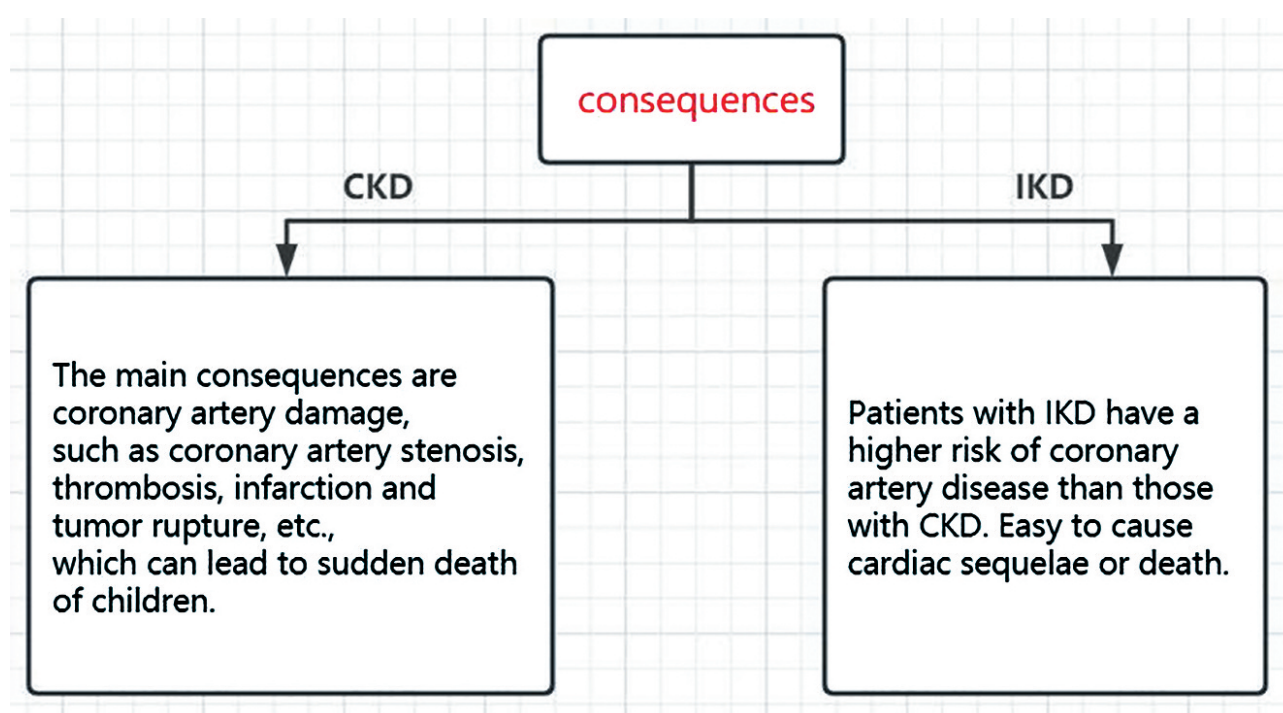 consequences
CKD
IKD
The main consequences are
coronary artery damage,
such as coronary artery stenosis,
thrombosis, infarction and
tumor rupture, etc.,
which can lead to sudden death
of children.
Patients with IKD have a
higher risk of coronary
artery disease than those
with CKD. Easy to cause
cardiac sequelae or death.